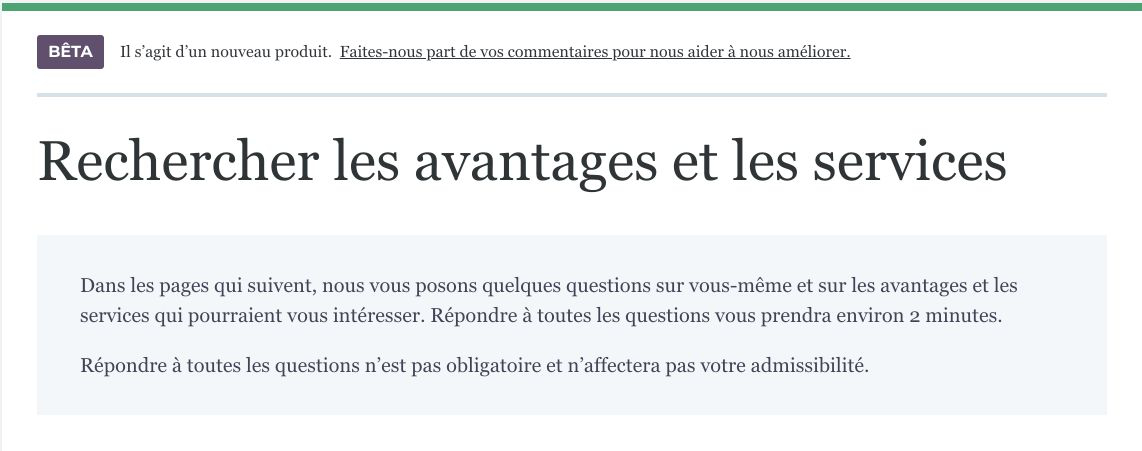 BÊTA Il s’agit d’un nouveau produit. Faites-nous part de vos commentaires pour nous aider à nous améliorer.
Rechercher les avantages et les services
Dans les pages qui suivent, nous vous posons quelques questions sur vous-même et sur les avantages et les
services qui pourraient vous intéresser. Répondre à toutes les questions vous prendra environ 2 minutes.
Répondre à toutes les questions n’est pas obligatoire et n’affectera pas votre admissibilité.